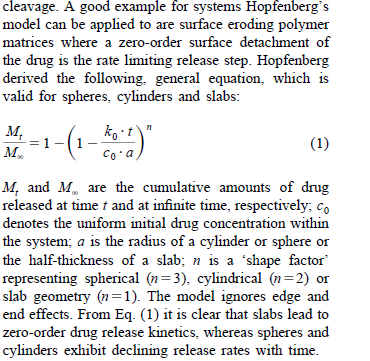 cleavage. A good example for systems Hopfenberg's
model can be applied to are surface eroding polymer
matrices where a zero-order surface detachment of
the drug is the rate limiting release step. Hopfenberg
derived the following, general equation, which is
valid for spheres, cylinders and slabs:
M_t/M_∞ = 1 − (1 − k_0 · t/c_0 · a)^n (1)
M_t and M_∞ are the cumulative amounts of drug
released at time t and at infinite time, respectively; c_0
denotes the uniform initial drug concentration within
the system; a is the radius of a cylinder or sphere or
the half-thickness of a slab; n is a 'shape factor'
representing spherical (n=3), cylindrical (n=2) or
slab geometry (n=1). The model ignores edge and
end effects. From Eq. (1) it is clear that slabs lead to
zero-order drug release kinetics, whereas spheres and
cylinders exhibit declining release rates with time.